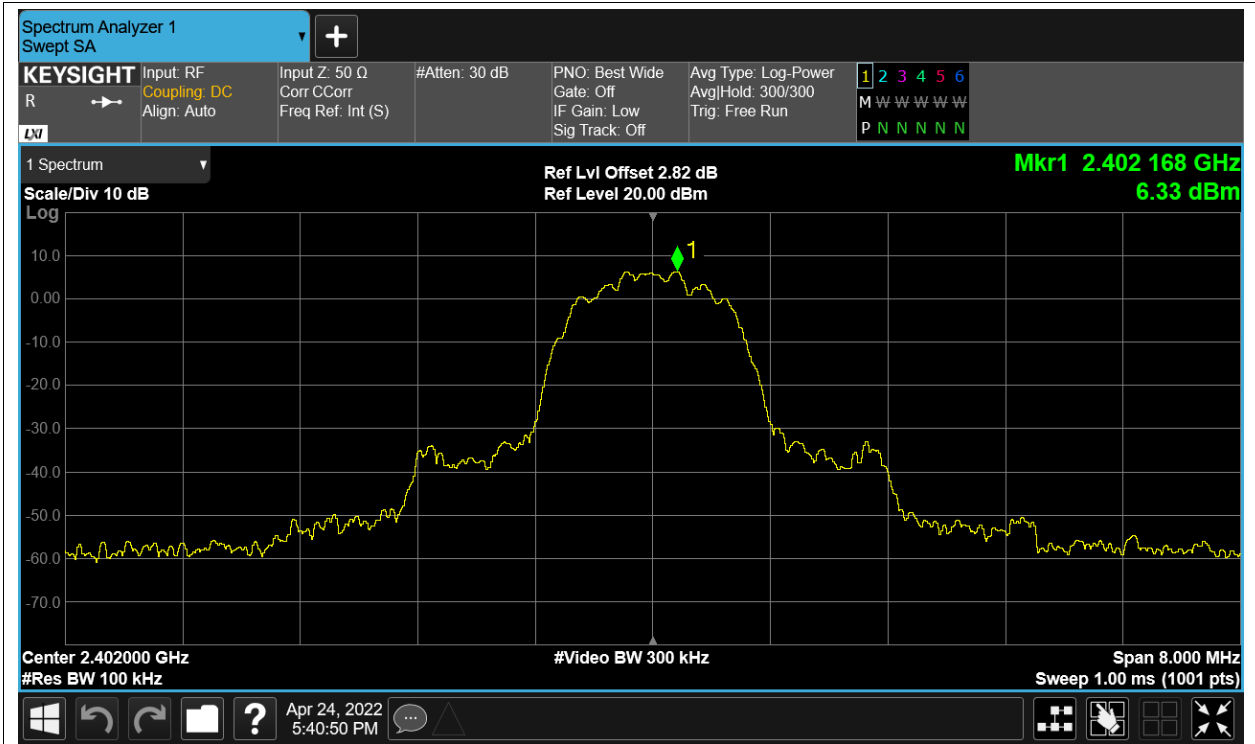 Spectrum Analyzer 1
Swept SA
KEYSIGHT
R
LXI
Input: RF
Coupling: DC
Align: Auto
Input Z: 50 Ω
Corr CCorr
Freq Ref: Int (S)
#Atten: 30 dB
PNO: Best Wide
Gate: Off
IF Gain: Low
Sig Track: Off
Avg Type: Log-Power
Avg|Hold: 300/300
Trig: Free Run
1 2 3 4 5 6
M W W W W W
P N N N N N
1 Spectrum
Scale/Div 10 dB
Ref Lvl Offset 2.82 dB
Ref Level 20.00 dBm
Mkr1 2.402 168 GHz
6.33 dBm
Log
1
10.0
0.00
-10.0
-20.0
-30.0
-40.0
-50.0
-60.0
-70.0
Center 2.402000 GHz
#Video BW 300 kHz
Span 8.000 MHz
#Res BW 100 kHz
Sweep 1.00 ms (1001 pts)
?
Apr 24, 2022
5:40:50 PM